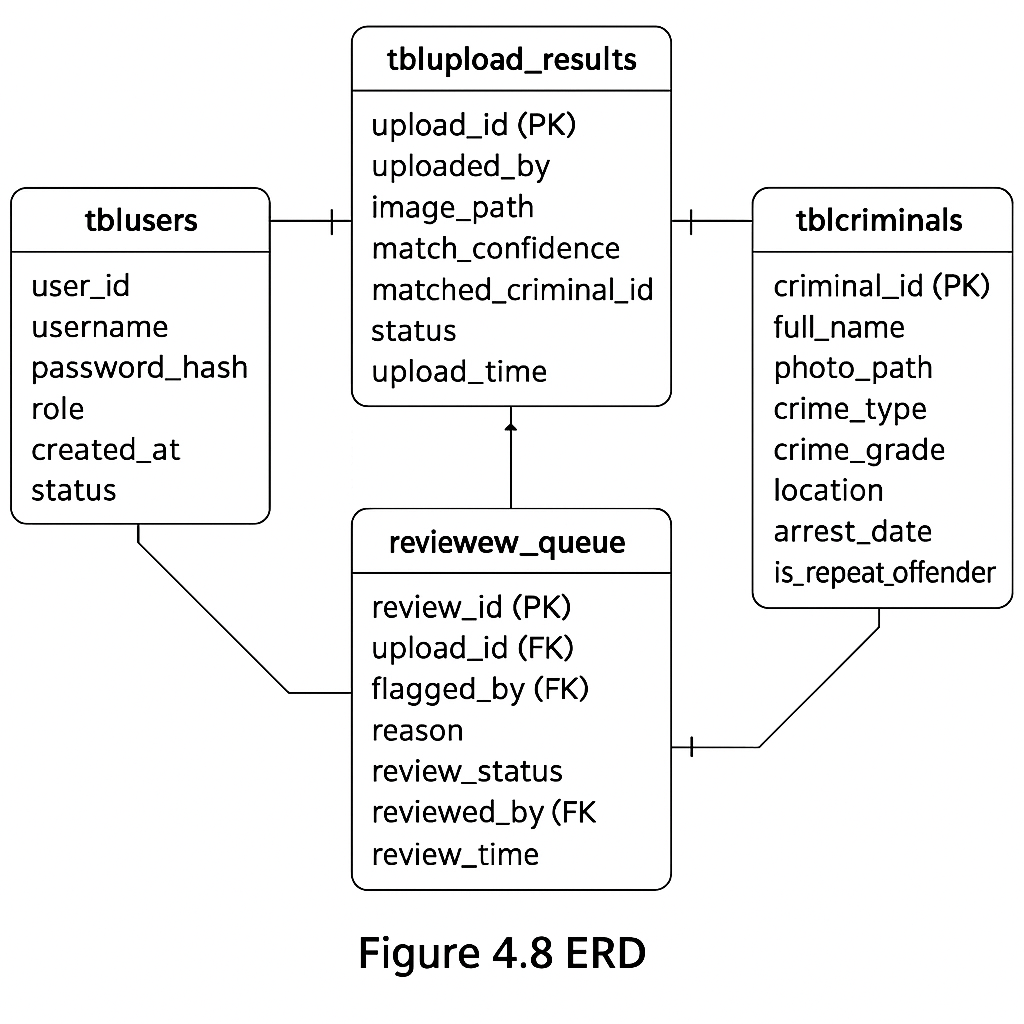 tblupload_results
upload_id (PK)
uploaded_by
image_path
match_confidence
matched_criminal_id
status
upload_time
tblusers
user_id
username
password_hash
role
created_at
status
tblcriminals
criminal_id (PK)
full_name
photo_path
crime_type
crime_grade
location
arrest_date
is_repeat_offender
reviewew_queue
review_id (PK)
upload_id (FK)
flagged_by (FK)
reason
review_status
reviewed_by (FK
review_time
Figure 4.8 ERD